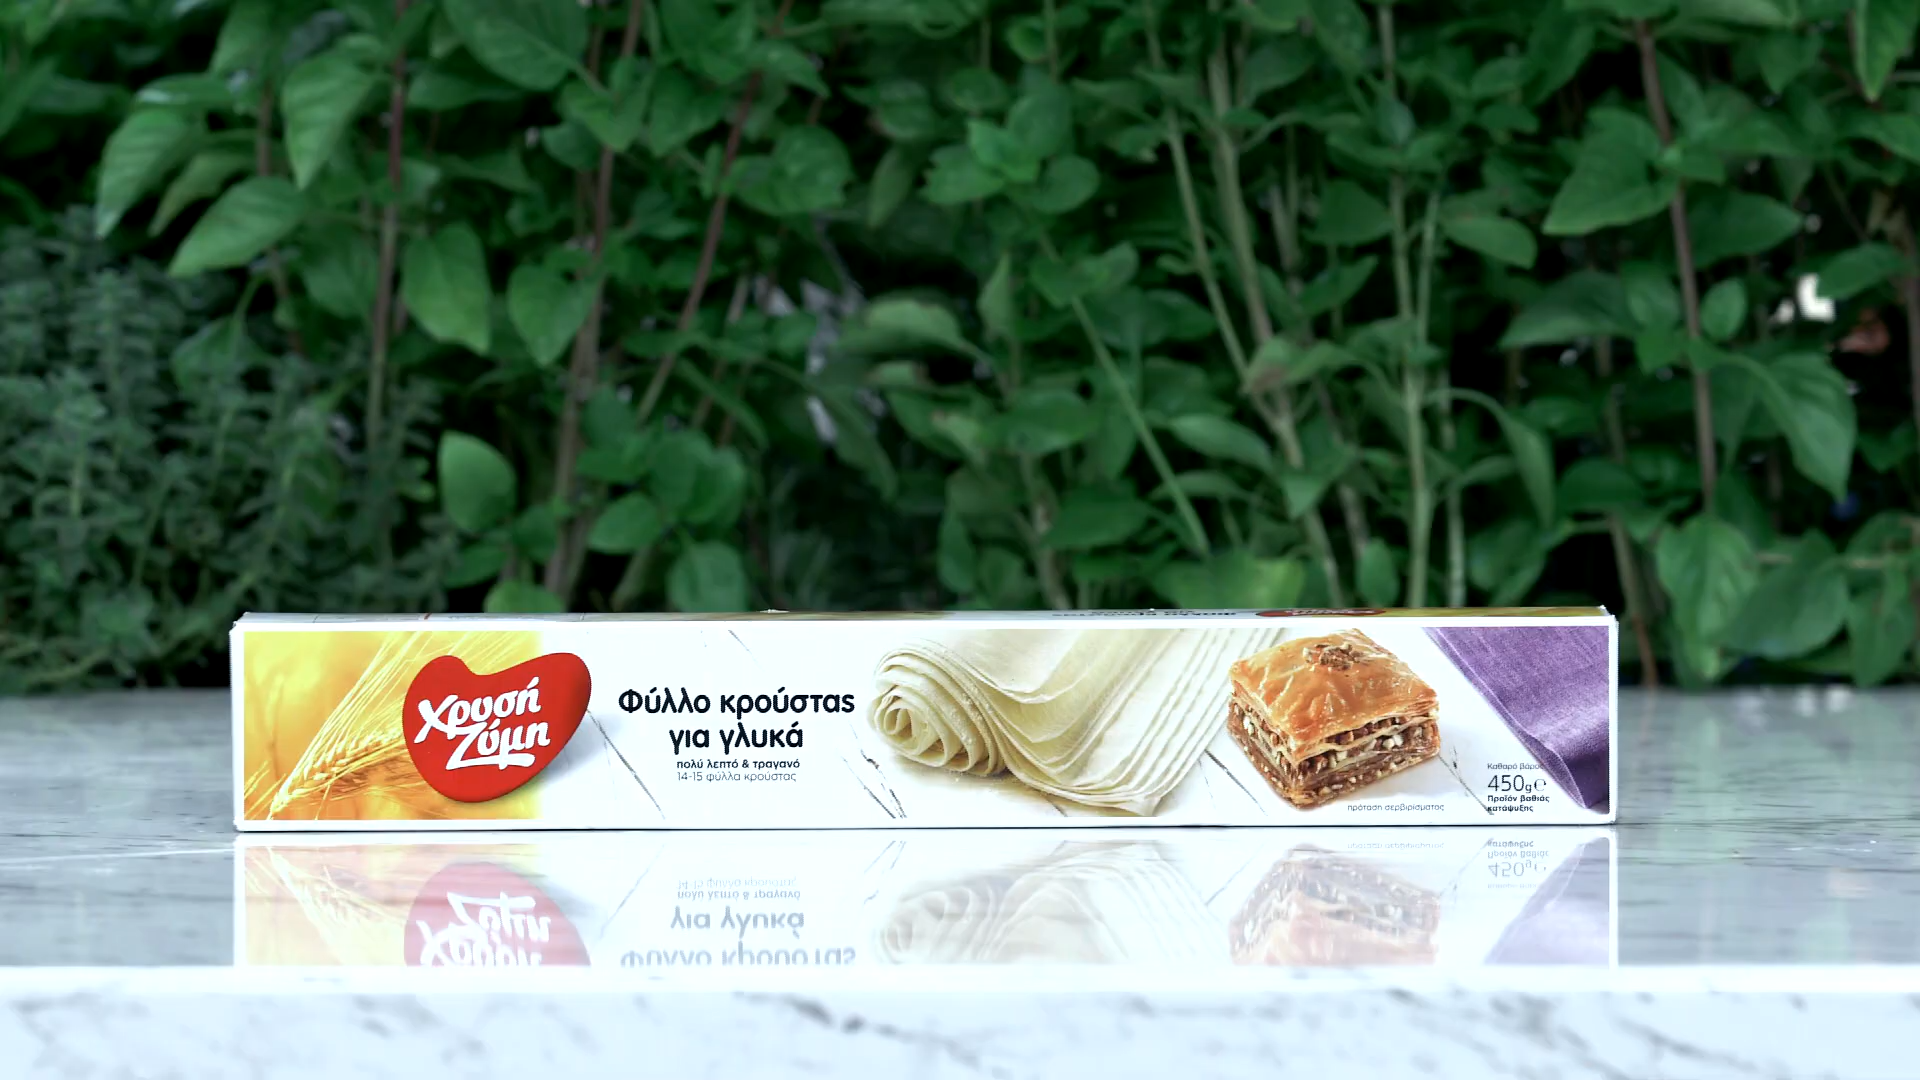 Χρυσή
Ζύμη
Φύλλο κρούστας
για γλυκά
πολύ λεπτό & τραγανό
14-15 φύλλα κρούστας
πρόταση σερβιρίσματος
Καθαρό βάρος
450g℮
Προϊόν βαθιάς
κατάψυξης